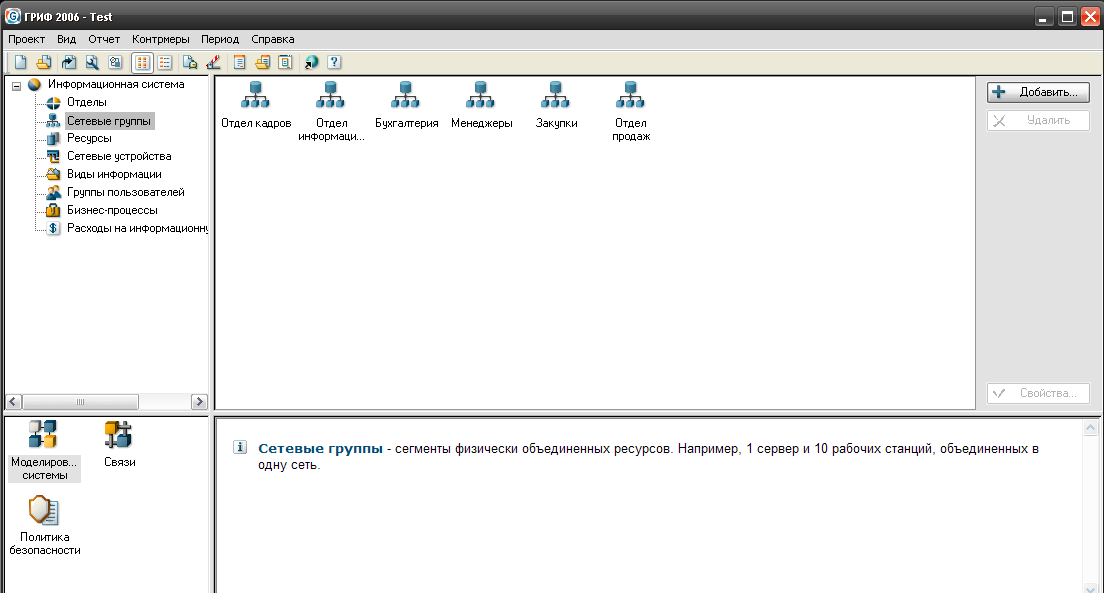 ГРИФ 2006 - Test
Проект Вид Отчет Контрмеры Период Справка
Информационная система
Отделы
Сетевые группы
Ресурсы
Сетевые устройства
Виды информации
Группы пользователей
Бизнес-процессы
Расходы на информационну
Отдел кадров
Отдел
информаци...
Бухгалтерия
Менеджеры
Закупки
Отдел
продаж
Добавить...
Удалить
Свойства...
Моделиров...
системы
Связи
Политика
безопасности
Сетевые группы - сегменты физически объединенных ресурсов. Например, 1 сервер и 10 рабочих станций, объединенных в
одну сеть.